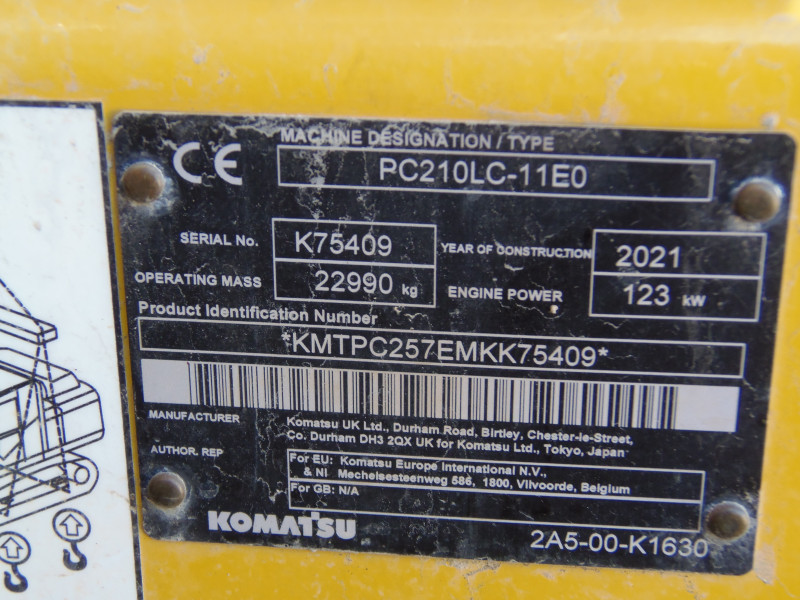 CE
MACHINE DESIGNATION / TYPE
PC210LC-11E0
SERIAL No. K75409 YEAR OF CONSTRUCTION 2021
OPERATING MASS 22990 kg ENGINE POWER 123 kW
Product Identification Number
*KMTPC257EMKK75409*
MANUFACTURER Komatsu UK Ltd., Durham Road, Birtley, Chester-le-Street,
Co. Durham DH3 2QX UK for Komatsu Ltd., Tokyo, Japan
AUTHOR. REP For EU: Komatsu Europe International N.V.,
& NI Mechelsesteenweg 586, 1800, Vilvoorde, Belgium
For GB: N/A
KOMATSU 2A5-00-K1630